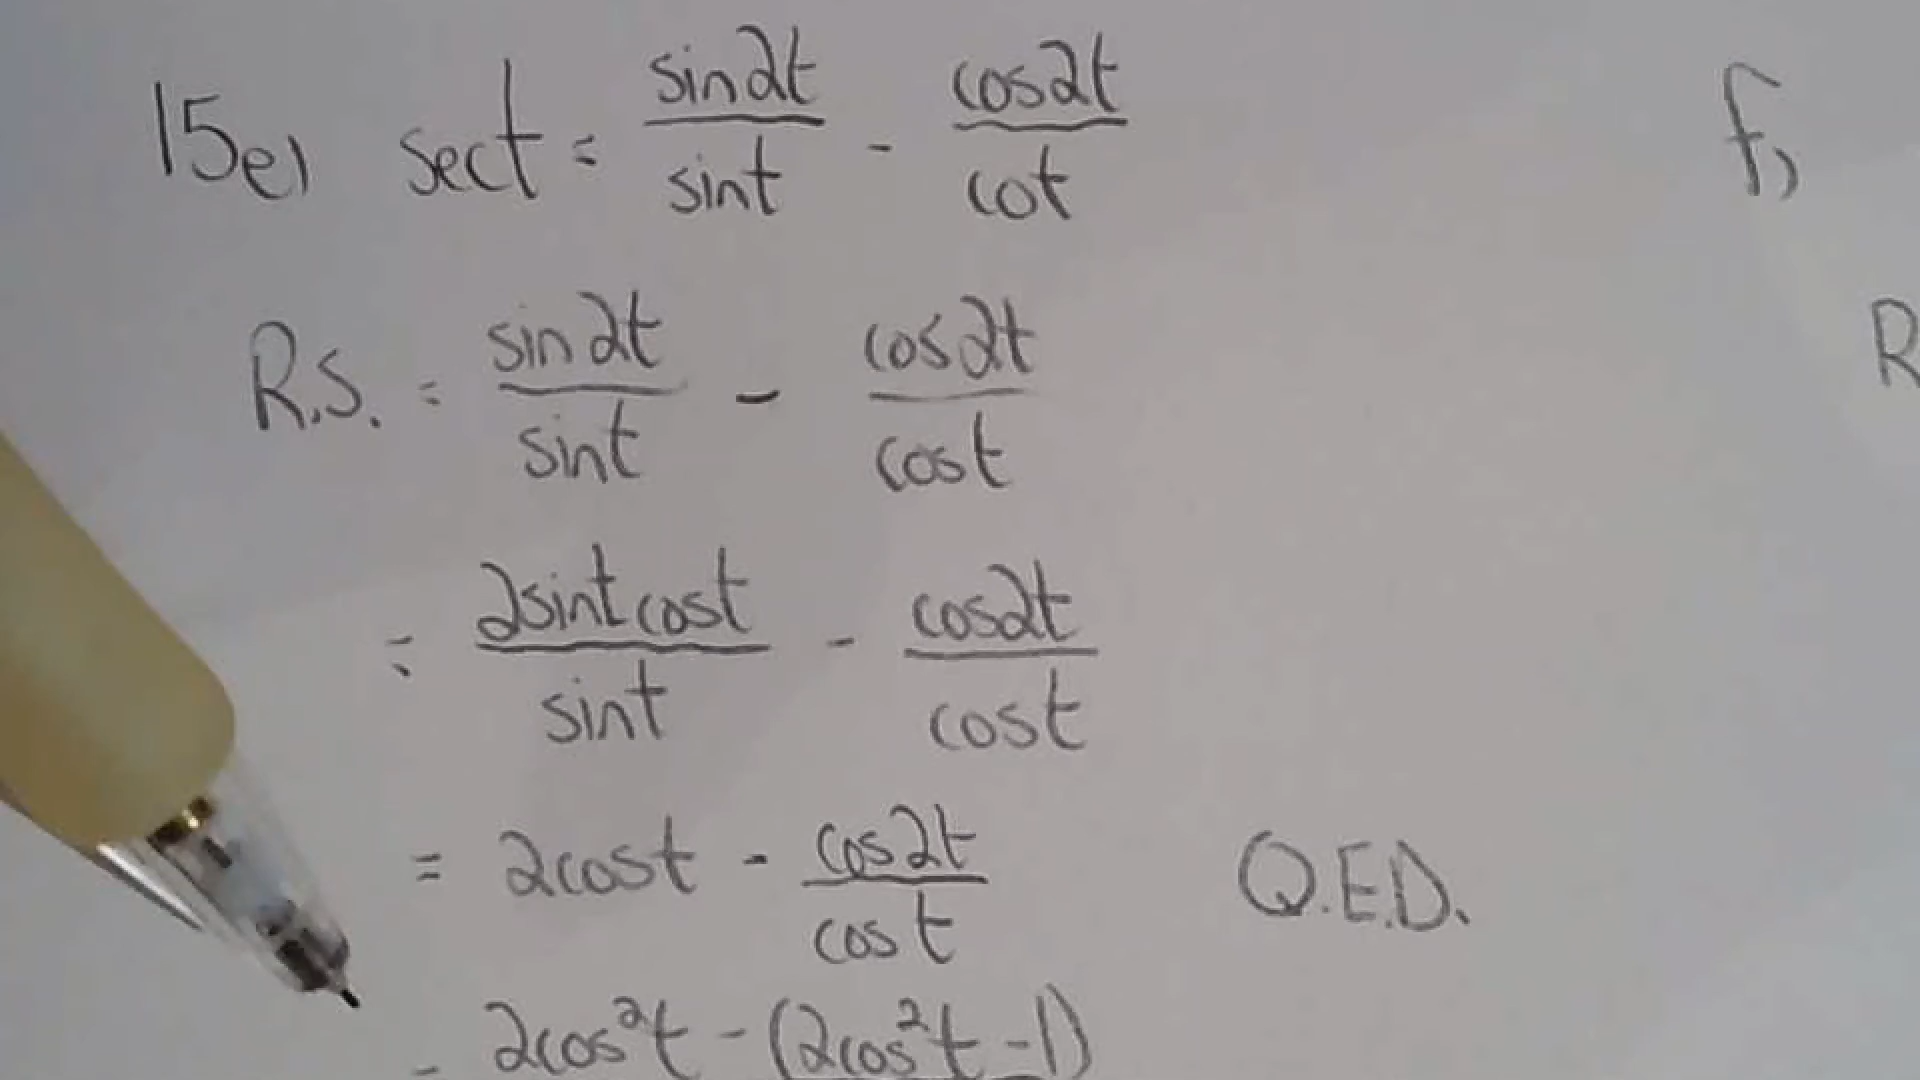 15e) sect = sin2t/sint - cos2t/cot
f)
R.S. = sin2t/sint - cos2t/cost
R
= 2sintcost/sint - cos2t/cost
= 2cost - cos2t/cost
Q.E.D.
= 2cos²t - (2cos²t - 1)